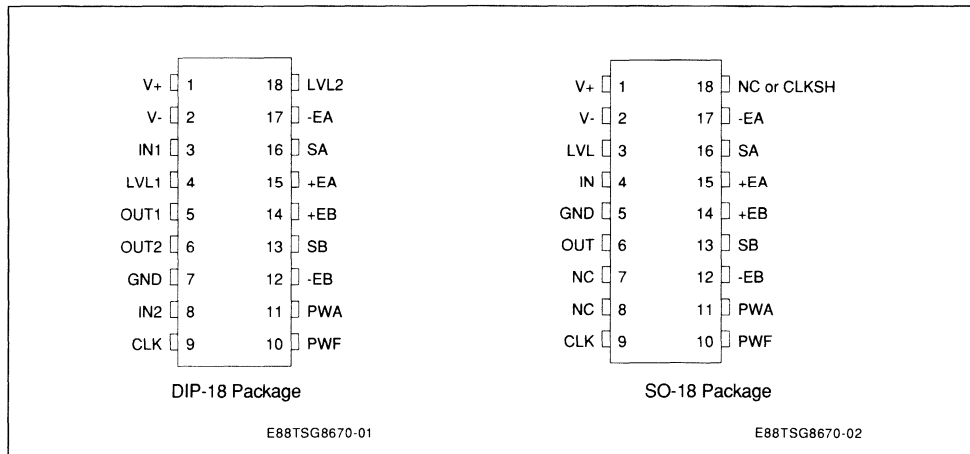 V+ 1 18 LVL2
V- 2 17 -EA
IN1 3 16 SA
LVL1 4 15 +EA
OUT1 5 14 +EB
OUT2 6 13 SB
GND 7 12 -EB
IN2 8 11 PWA
CLK 9 10 PWF
DIP-18 Package
E88TSG8670-01
V+ 1 18 NC or CLKSH
V- 2 17 -EA
LVL 3 16 SA
IN 4 15 +EA
GND 5 14 +EB
OUT 6 13 SB
NC 7 12 -EB
NC 8 11 PWA
CLK 9 10 PWF
SO-18 Package
E88TSG8670-02